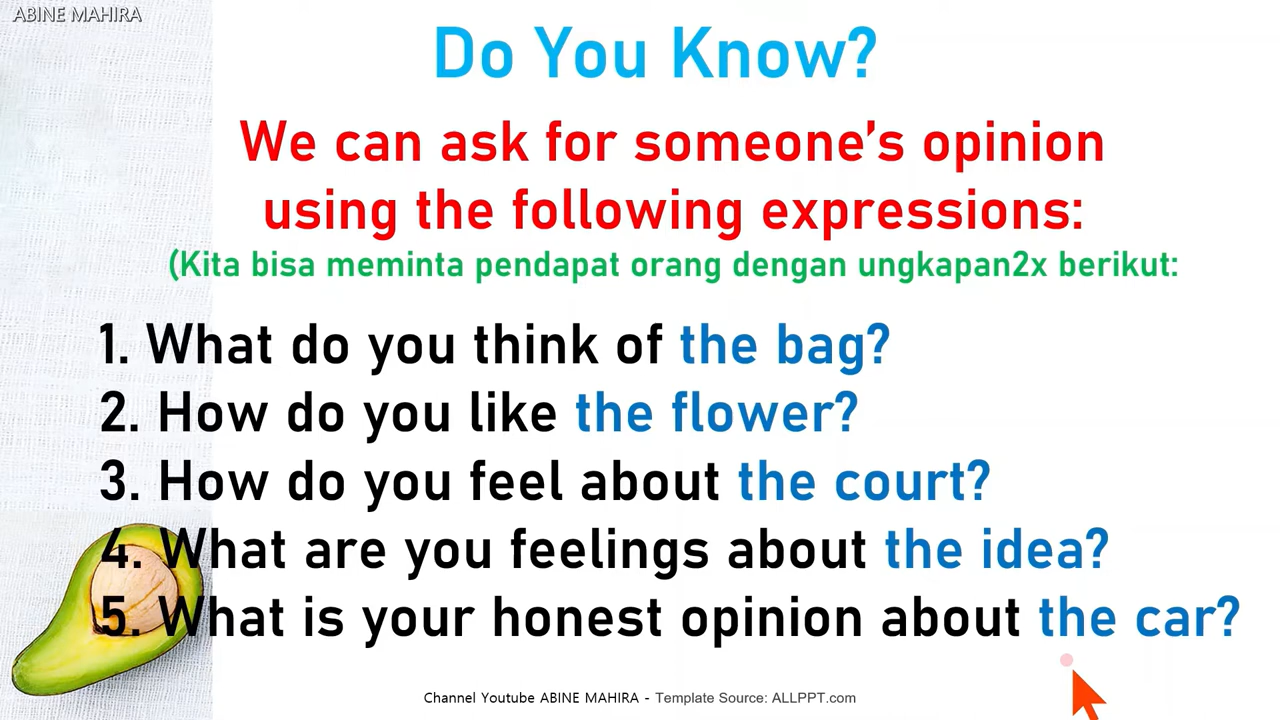 ABINE MAHIRA
Do You Know?
We can ask for someone's opinion
using the following expressions:
(Kita bisa meminta pendapat orang dengan ungkapan2x berikut:
1. What do you think of the bag?
2. How do you like the flower?
3. How do you feel about the court?
4. What are you feelings about the idea?
5. What is your honest opinion about the car?
Channel Youtube ABINE MAHIRA - Template Source: ALLPPT.com